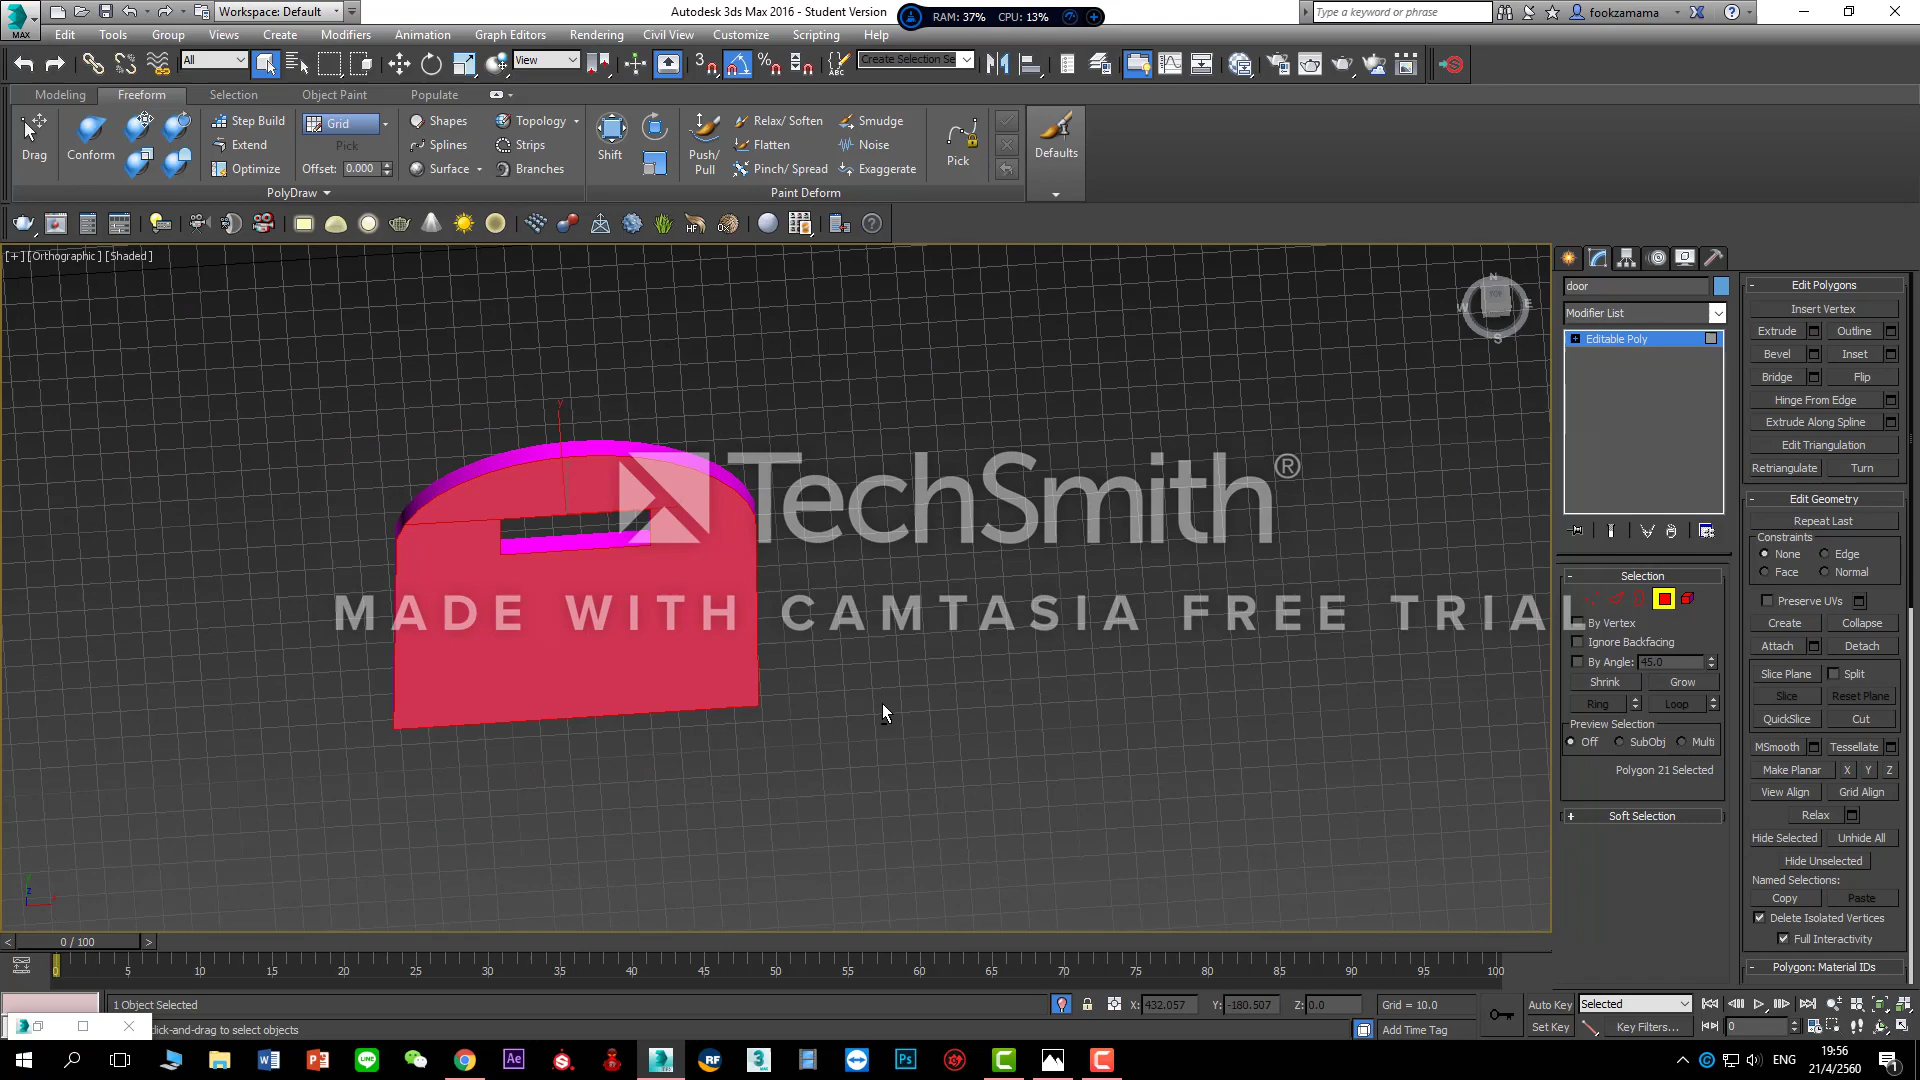 Workspace: Default
Autodesk 3ds Max 2016 - Student Version
RAM: 37% CPU: 13%
Type a keyword or phrase
fookzamama
MAX
Edit Tools Group Views Create Modifiers Animation Graph Editors Rendering Civil View Customize Scripting Help
All
View
Create Selection Se
Modeling Freeform Selection Object Paint Populate
Drag
Conform
Step Build
Extend
Optimize
Grid
Pick
Offset: 0.000
Shapes
Splines
Surface
Topology
Strips
Branches
Shift
Push/
Pull
Relax/ Soften
Flatten
Pinch/ Spread
Smudge
Noise
Exaggerate
Pick
Defaults
PolyDraw
Paint Deform
[+] [Orthographic] [Shaded]
TechSmith®
MADE WITH CAMTASIA FREE TRIAL
door
Modifier List
Editable Poly
Selection
By Vertex
Ignore Backfacing
By Angle: 45.0
Shrink Grow
Ring Loop
Preview Selection
Off SubObj Multi
Polygon 21 Selected
Soft Selection
Edit Polygons
Insert Vertex
Extrude Outline
Bevel Inset
Bridge Flip
Hinge From Edge
Extrude Along Spline
Edit Triangulation
Retriangulate Turn
Edit Geometry
Repeat Last
Constraints
None Edge
Face Normal
Preserve UVs
Create Collapse
Attach Detach
Slice Plane Split
Slice Reset Plane
QuickSlice Cut
MSmooth Tessellate
Make Planar X Y Z
View Align Grid Align
Relax
Hide Selected Unhide All
Hide Unselected
Named Selections:
Copy Paste
Delete Isolated Vertices
Full Interactivity
Polygon: Material IDs
0 / 100
0 5 10 15 20 25 30 35 40 45 50 55 60 65 70 75 80 85 90 95 100
1 Object Selected
X: 432.057 Y: -180.507 Z: 0.0 Grid = 10.0
Auto Key Selected
click-and-drag to select objects
Add Time Tag
Set Key Key Filters... 0
ENG
19:56
21/4/2560